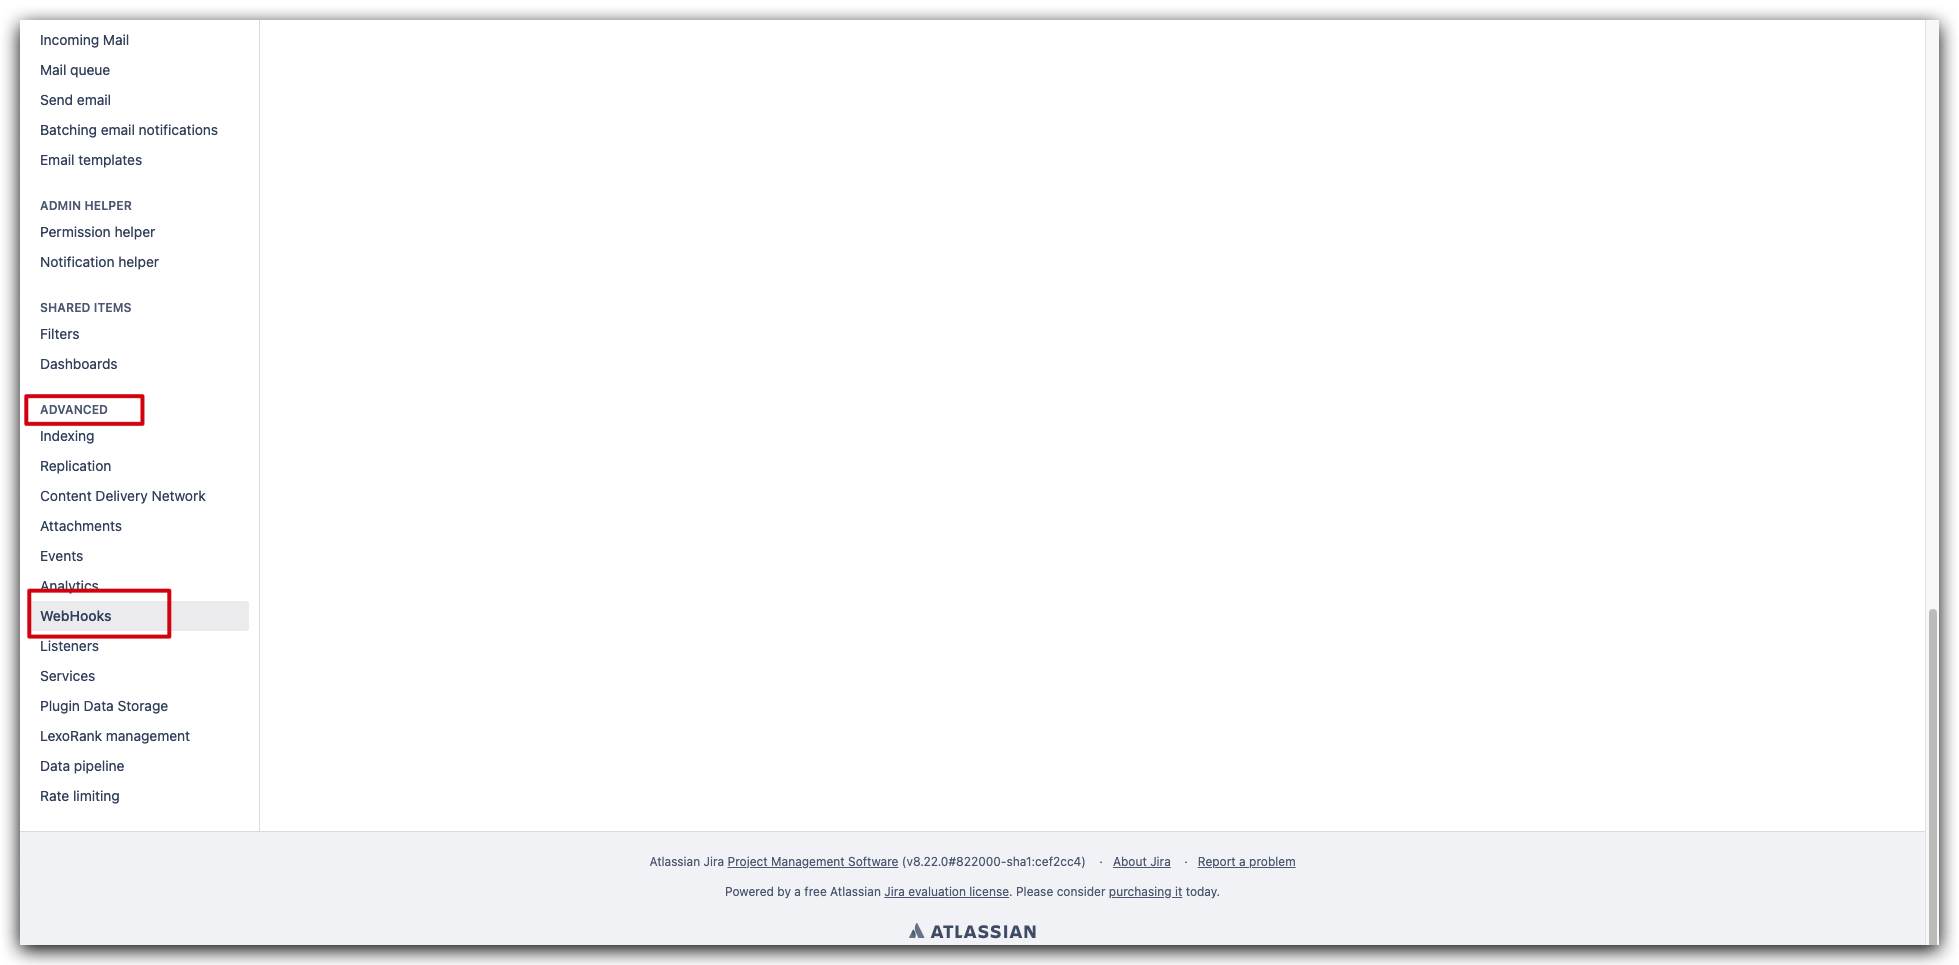 Incoming Mail
Mail queue
Send email
Batching email notifications
Email templates
ADMIN HELPER
Permission helper
Notification helper
SHARED ITEMS
Filters
Dashboards
ADVANCED
Indexing
Replication
Content Delivery Network
Attachments
Events
Analytics
WebHooks
Listeners
Services
Plugin Data Storage
LexoRank management
Data pipeline
Rate limiting
Atlassian Jira Project Management Software (v8.22.0#822000-sha1:cef2cc4) · About Jira · Report a problem
Powered by a free Atlassian Jira evaluation license. Please consider purchasing it today.
ATLASSIAN